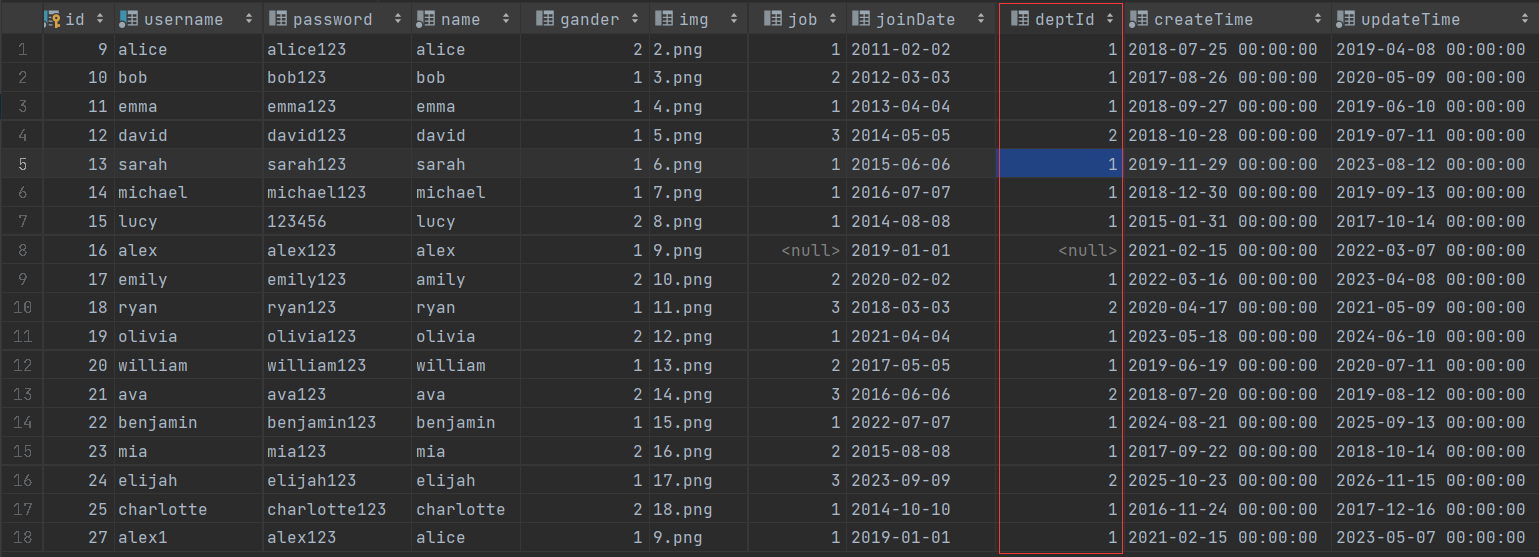 id username password name gander img job joinDate deptId createTime updateTime
1 9 alice alice123 alice 2 2.png 1 2011-02-02 1 2018-07-25 00:00:00 2019-04-08 00:00:00
2 10 bob bob123 bob 1 3.png 2 2012-03-03 1 2017-08-26 00:00:00 2020-05-09 00:00:00
3 11 emma emma123 emma 1 4.png 1 2013-04-04 1 2018-09-27 00:00:00 2019-06-10 00:00:00
4 12 david david123 david 1 5.png 3 2014-05-05 2 2018-10-28 00:00:00 2019-07-11 00:00:00
5 13 sarah sarah123 sarah 1 6.png 1 2015-06-06 1 2019-11-29 00:00:00 2023-08-12 00:00:00
6 14 michael michael123 michael 1 7.png 1 2016-07-07 1 2018-12-30 00:00:00 2019-09-13 00:00:00
7 15 lucy 123456 lucy 2 8.png 1 2014-08-08 1 2015-01-31 00:00:00 2017-10-14 00:00:00
8 16 alex alex123 alex 1 9.png <null> 2019-01-01 <null> 2021-02-15 00:00:00 2022-03-07 00:00:00
9 17 emily emily123 amily 2 10.png 2 2020-02-02 1 2022-03-16 00:00:00 2023-04-08 00:00:00
10 18 ryan ryan123 ryan 1 11.png 3 2018-03-03 2 2020-04-17 00:00:00 2021-05-09 00:00:00
11 19 olivia olivia123 olivia 2 12.png 1 2021-04-04 1 2023-05-18 00:00:00 2024-06-10 00:00:00
12 20 william william123 william 1 13.png 2 2017-05-05 1 2019-06-19 00:00:00 2020-07-11 00:00:00
13 21 ava ava123 ava 2 14.png 3 2016-06-06 2 2018-07-20 00:00:00 2019-08-12 00:00:00
14 22 benjamin benjamin123 benjamin 1 15.png 1 2022-07-07 1 2024-08-21 00:00:00 2025-09-13 00:00:00
15 23 mia mia123 mia 2 16.png 2 2015-08-08 1 2017-09-22 00:00:00 2018-10-14 00:00:00
16 24 elijah elijah123 elijah 1 17.png 3 2023-09-09 2 2025-10-23 00:00:00 2026-11-15 00:00:00
17 25 charlotte charlotte123 charlotte 2 18.png 1 2014-10-10 1 2016-11-24 00:00:00 2017-12-16 00:00:00
18 27 alex1 alex123 alice 1 9.png 1 2019-01-01 1 2021-02-15 00:00:00 2023-05-07 00:00:00